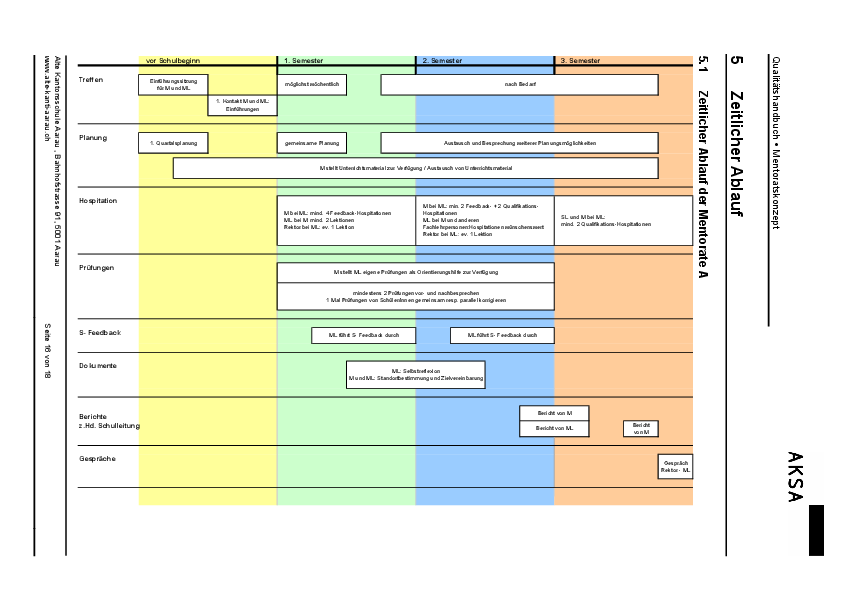 Qualitätshandbuch • Mentoratskonzept
AKSA
5 Zeitlicher Ablauf
5.1 Zeitlicher Ablauf der Mentorate A
vor Schulbeginn
1. Semester
2. Semester
3. Semester
Treffen
Einführungssitzung
für M und ML
1. Kontakt M und ML:
Einführungen
möglichst wöchentlich
nach Bedarf
Planung
1. Quartalsplanung
gemeinsame Planung
Austausch und Besprechung weiterer Planungsmöglichkeiten
M stellt Unterrichtsmaterial zur Verfügung / Austausch von Unterrichtsmaterial
Hospitation
M bei ML: mind. 4 Feedback-Hospitationen
ML bei M mind. 2 Lektionen
Rektor bei ML: ev. 1 Lektion
M bei ML: min. 2 Feedback- + 2 Qualifikations-
Hospitationen
ML bei M und anderen
Fachlehrpersonen Hospitationen wünschenswert
Rektor bei ML: ev. 1 Lektion
SL und M bei ML:
mind. 2 Qualifikations-Hospitationen
Prüfungen
M stellt ML eigene Prüfungen als Orientierungshilfe zur Verfügung
mindestens 2 Prüfungen vor- und nachbesprechen
1 Mal Prüfungen von SchülerInnen gemeinsam resp. parallel korrigieren
S- Feedback
ML führt S- Feedback durch
ML führt S- Feedback durch
Dokumente
ML: Selbstreflexion
M und ML: Standortbestimmung und Zielvereinbarung
Berichte
z.Hd. Schulleitung
Bericht von M
Bericht von ML
Bericht
von M
Gespräche
Gespräch
Rektor - ML
Alte Kantonsschule Aarau , Bahnhofstrasse 91, 5001 Aarau
www.alte-kanti-aarau.ch
Seite 16 von 18